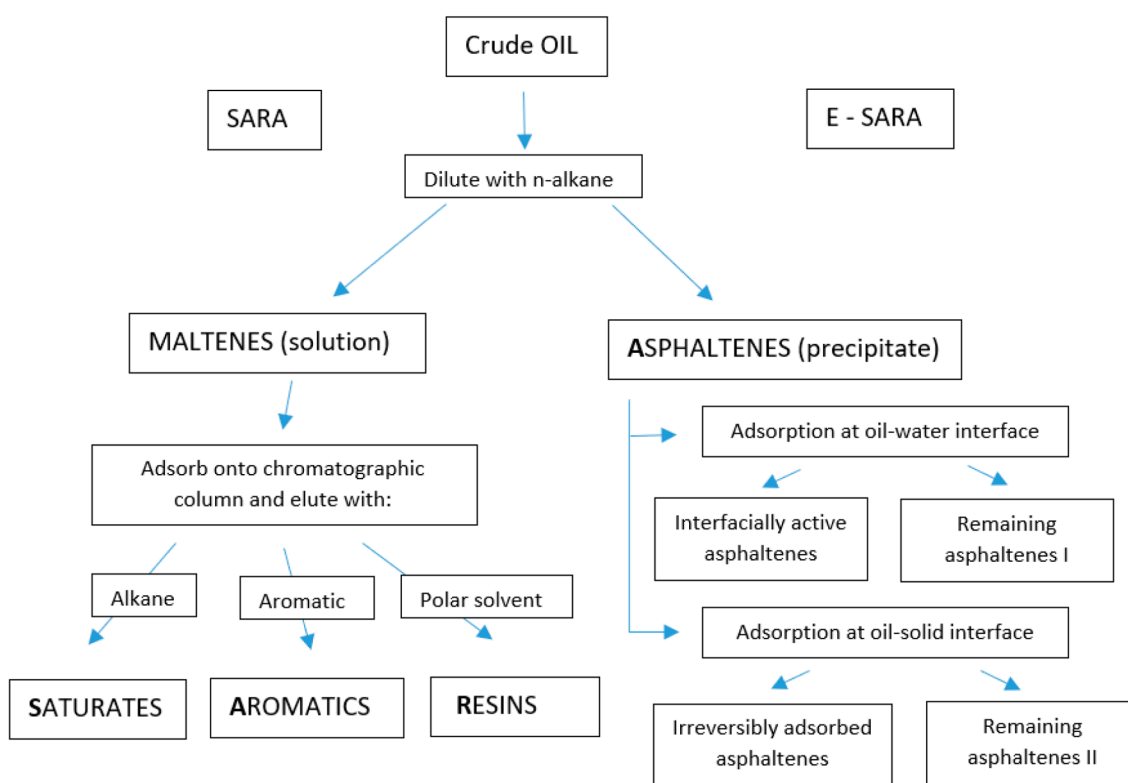 Crude OIL
SARA
E - SARA
Dilute with n-alkane
MALTENES (solution)
ASPHALTENES (precipitate)
Adsorb onto chromatographic
column and elute with:
Alkane
Aromatic
Polar solvent
SATURATES
AROMATICS
RESINS
Adsorption at oil-water interface
Interfacially active
asphaltenes
Remaining
asphaltenes I
Adsorption at oil-solid interface
Irreversibly adsorbed
asphaltenes
Remaining
asphaltenes II